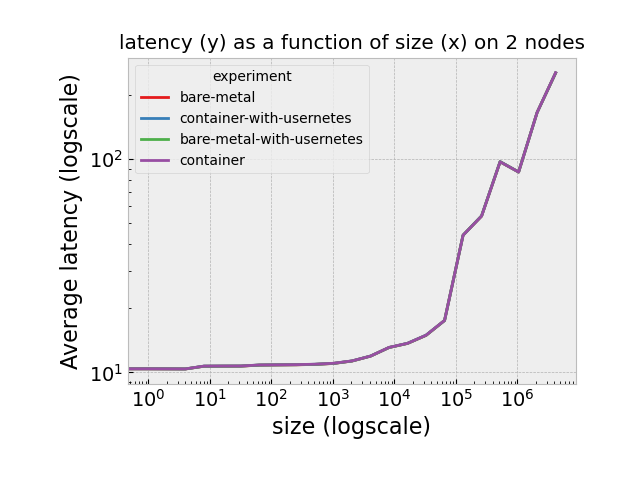 latency (y) as a function of size (x) on 2 nodes
experiment
bare-metal
container-with-usernetes
bare-metal-with-usernetes
container
Average latency (logscale)
10²
10¹
10⁰ 10¹ 10² 10³ 10⁴ 10⁵ 10⁶
size (logscale)